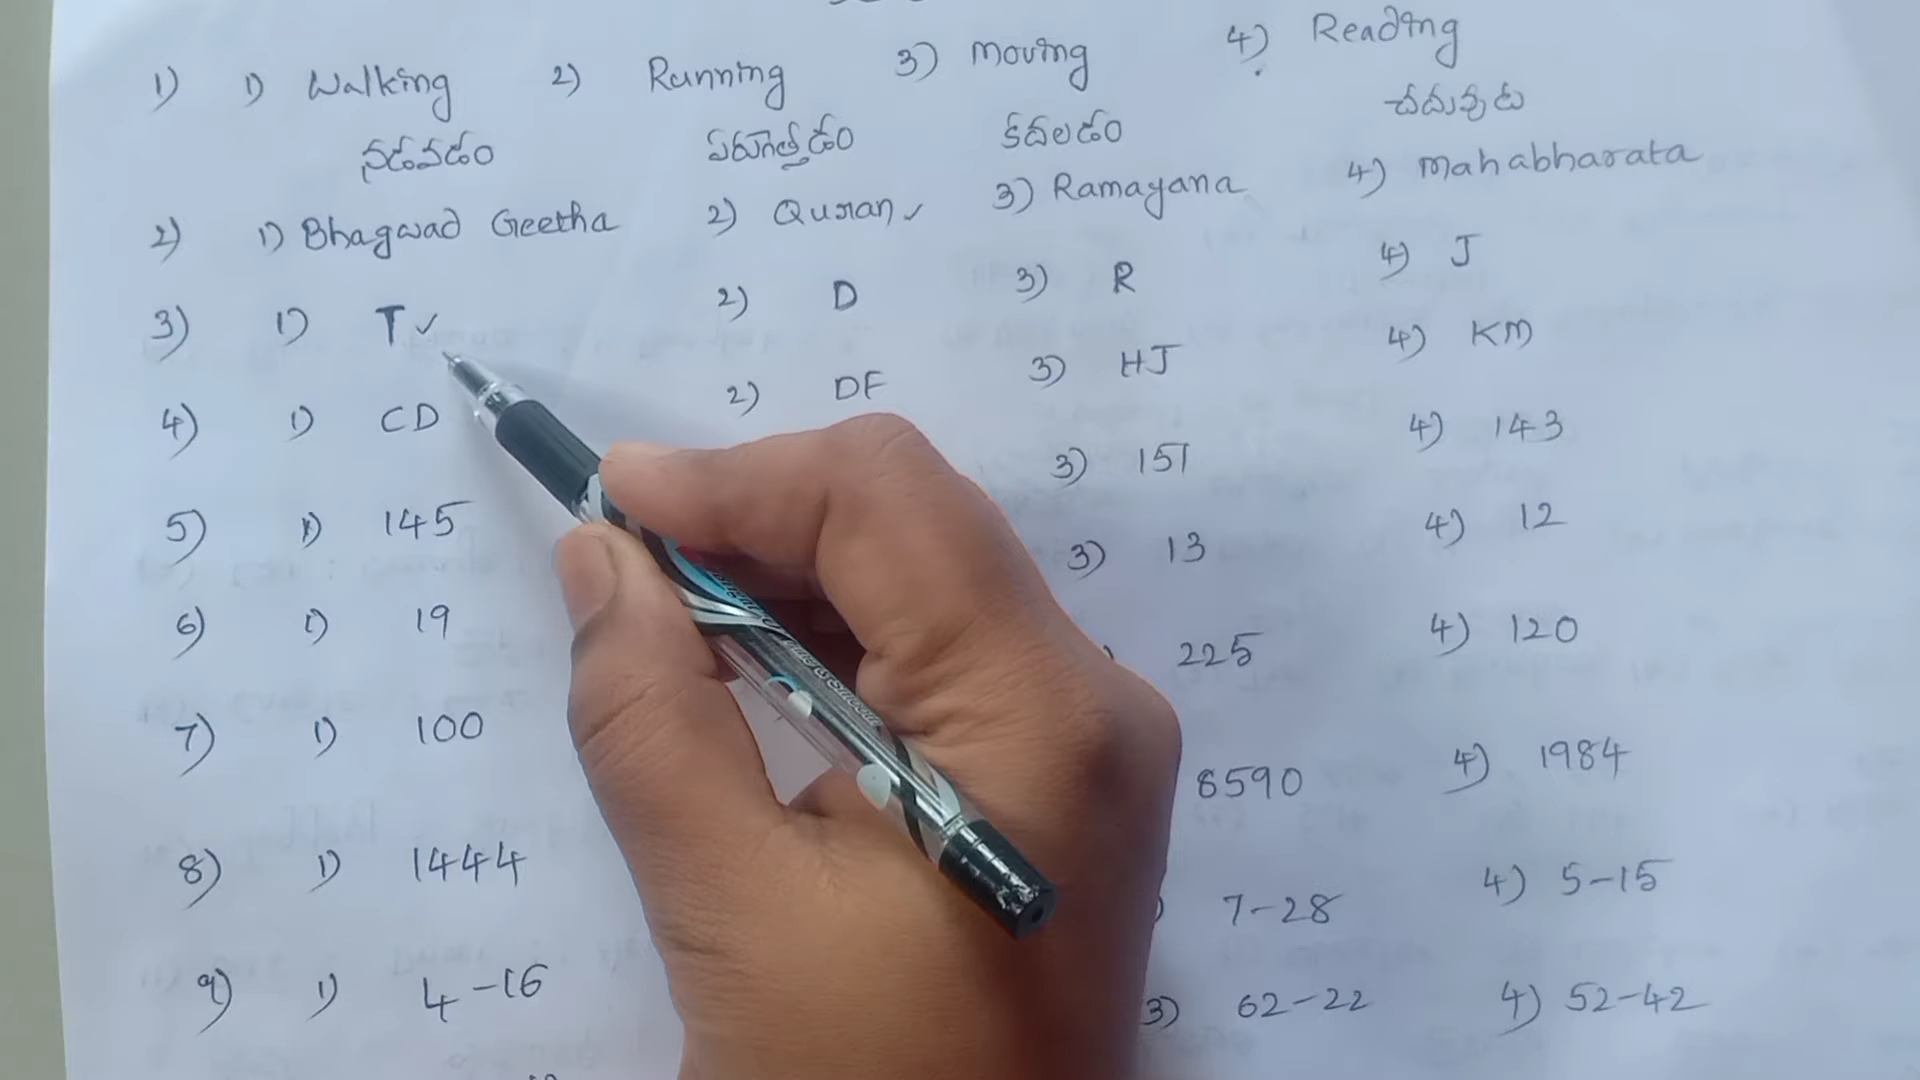 1) 1) Walking 2) Running 3) Moving 4) Reading
నడవడం పరుగెత్తడం కదలడం చదువుట
2) 1) Bhagwad Geetha 2) Quran ✓ 3) Ramayana 4) Mahabharata
3) 1) T ✓ 2) D 3) R 4) J
4) 1) CD 2) DF 3) HJ 4) KM
5) 1) 145 3) 151 4) 143
6) 1) 19 3) 13 4) 12
7) 1) 100 225 4) 120
8) 1) 1444 8590 4) 1984
9) 1) 4-16 7-28 4) 5-15
3) 62-22 4) 52-42